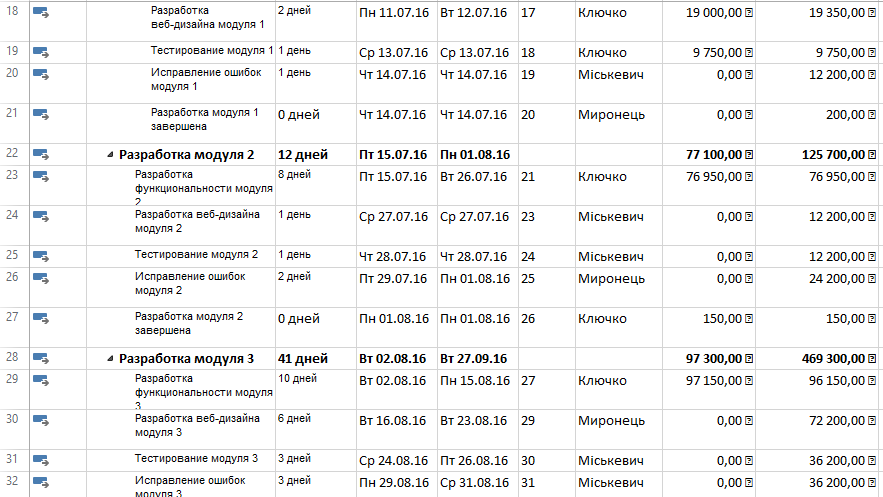 18 Разработка 2 дней Пн 11.07.16 Вт 12.07.16 17 Ключко 19 000,00 19 350,00
веб-дизайна модуля 1
19 Тестирование модуля 1 1 день Ср 13.07.16 Ср 13.07.16 18 Ключко 9 750,00 9 750,00
20 Исправление ошибок 1 день Чт 14.07.16 Чт 14.07.16 19 Міськевич 0,00 12 200,00
модуля 1
21 Разработка модуля 1 0 дней Чт 14.07.16 Чт 14.07.16 20 Миронець 0,00 200,00
завершена
22 Разработка модуля 2 12 дней Пт 15.07.16 Пн 01.08.16 77 100,00 125 700,00
23 Разработка 8 дней Пт 15.07.16 Вт 26.07.16 21 Ключко 76 950,00 76 950,00
функциональности модуля
2
24 Разработка веб-дизайна 1 день Ср 27.07.16 Ср 27.07.16 23 Міськевич 0,00 12 200,00
модуля 2
25 Тестирование модуля 2 1 день Чт 28.07.16 Чт 28.07.16 24 Міськевич 0,00 12 200,00
26 Исправление ошибок 2 дней Пт 29.07.16 Пн 01.08.16 25 Миронець 0,00 24 200,00
модуля 2
27 Разработка модуля 2 0 дней Пн 01.08.16 Пн 01.08.16 26 Ключко 150,00 150,00
завершена
28 Разработка модуля 3 41 дней Вт 02.08.16 Вт 27.09.16 97 300,00 469 300,00
29 Разработка 10 дней Вт 02.08.16 Пн 15.08.16 27 Ключко 97 150,00 96 150,00
функциональности модуля
3
30 Разработка веб-дизайна 6 дней Вт 16.08.16 Вт 23.08.16 29 Миронець 0,00 72 200,00
модуля 3
31 Тестирование модуля 3 3 дней Ср 24.08.16 Пт 26.08.16 30 Міськевич 0,00 36 200,00
32 Исправление ошибок 3 дней Пн 29.08.16 Ср 31.08.16 31 Міськевич 0,00 36 200,00
модуля 3